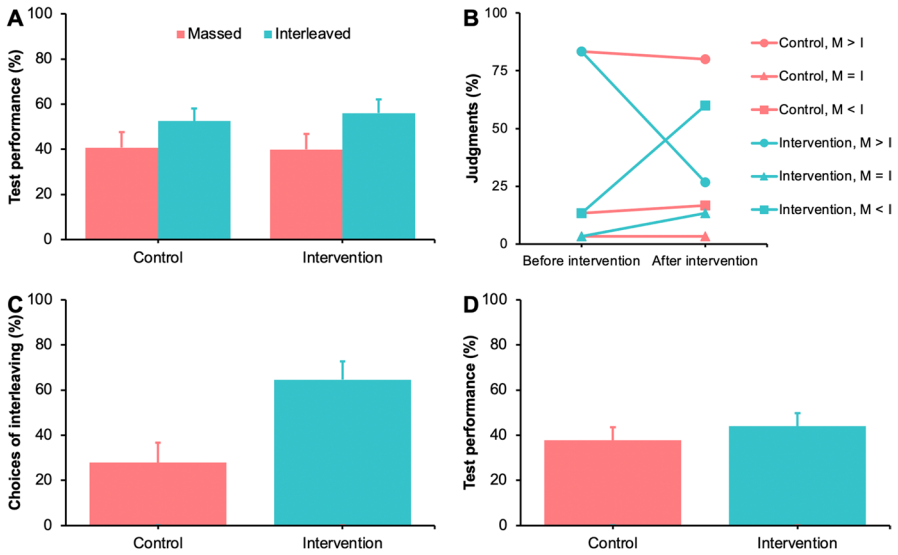 A
Test performance (%)
100
80
60
40
20
0
Massed
Interleaved
Control
Intervention
B
Judgments (%)
100
75
50
25
0
Before intervention
After intervention
Control, M > I
Control, M = I
Control, M < I
Intervention, M > I
Intervention, M = I
Intervention, M < I
C
Choices of interleaving (%)
100
80
60
40
20
0
Control
Intervention
D
Test performance (%)
100
80
60
40
20
0
Control
Intervention